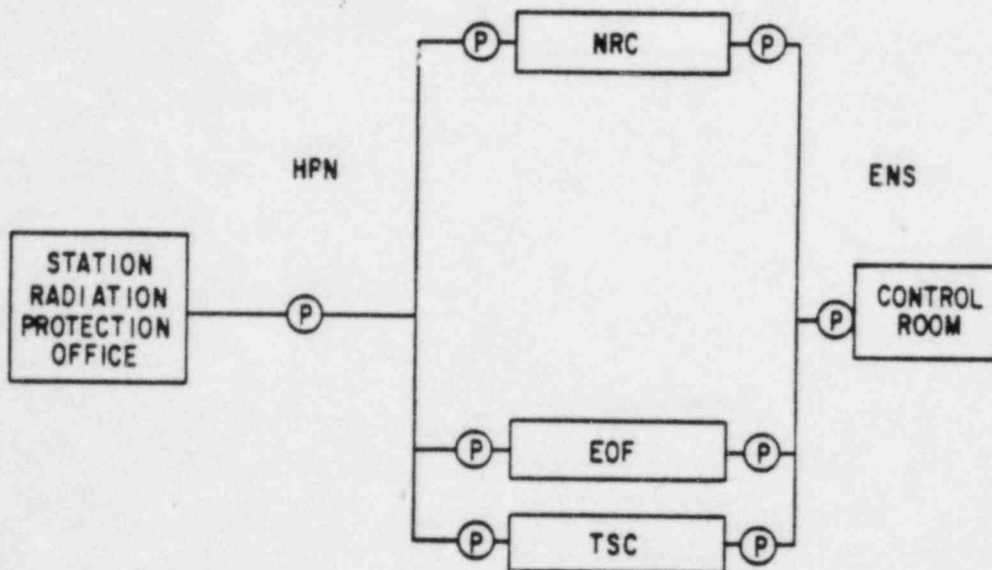 P
NRC
P
HPN
ENS
STATION
RADIATION
PROTECTION
OFFICE
P
P
CONTROL
ROOM
P
EOF
P
P
TSC
P